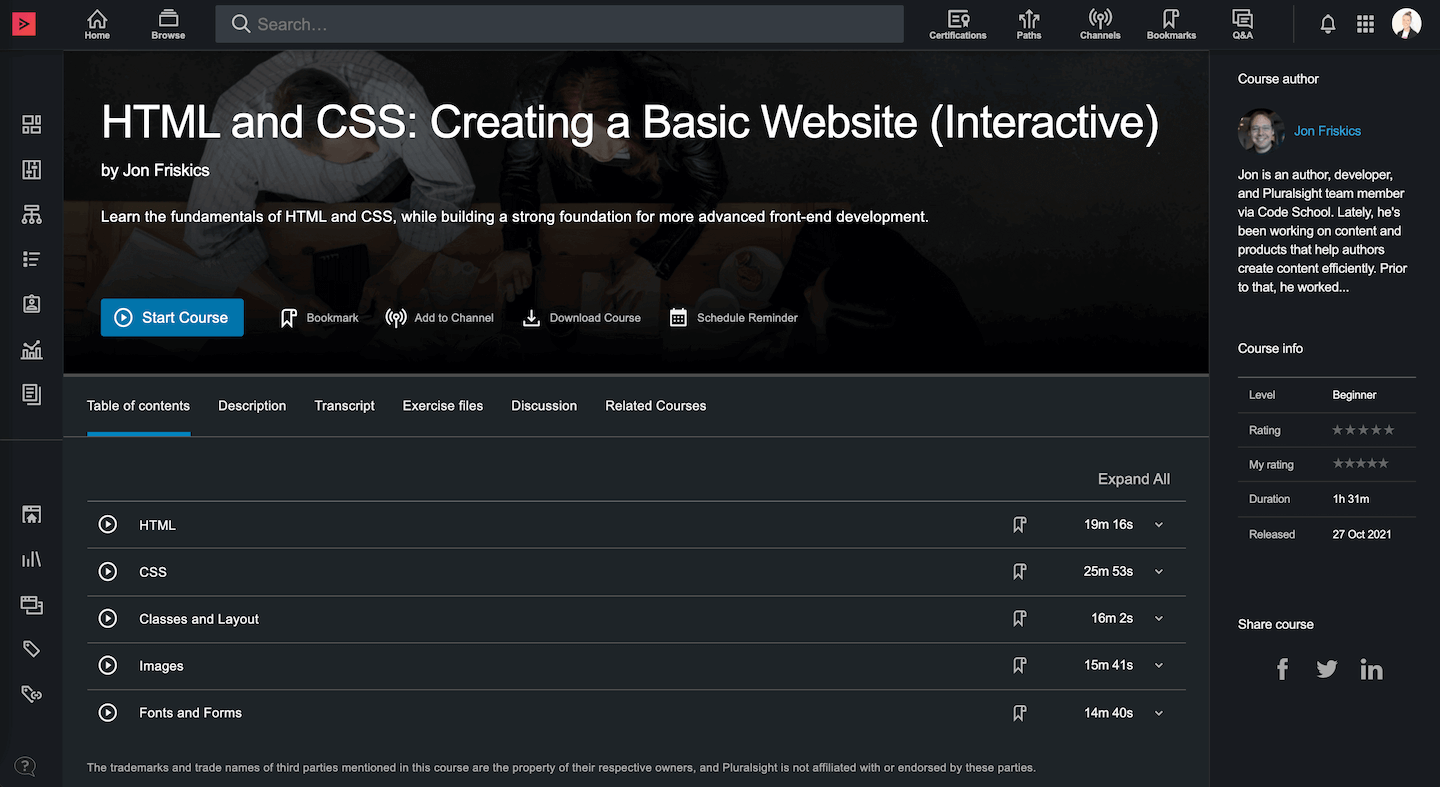 Home
Browse
Search...
Certifications
Paths
Channels
Bookmarks
Q&A
HTML and CSS: Creating a Basic Website (Interactive)
by Jon Friskics
Learn the fundamentals of HTML and CSS, while building a strong foundation for more advanced front-end development.
Start Course
Bookmark
Add to Channel
Download Course
Schedule Reminder
Table of contents
Description
Transcript
Exercise files
Discussion
Related Courses
Expand All
HTML 19m 16s
CSS 25m 53s
Classes and Layout 16m 2s
Images 15m 41s
Fonts and Forms 14m 40s
The trademarks and trade names of third parties mentioned in this course are the property of their respective owners, and Pluralsight is not affiliated with or endorsed by these parties.
Course author
Jon Friskics
Jon is an author, developer,
and Pluralsight team member
via Code School. Lately, he's
been working on content and
products that help authors
create content efficiently. Prior
to that, he worked...
Course info
Level Beginner
Rating
My rating
Duration 1h 31m
Released 27 Oct 2021
Share course